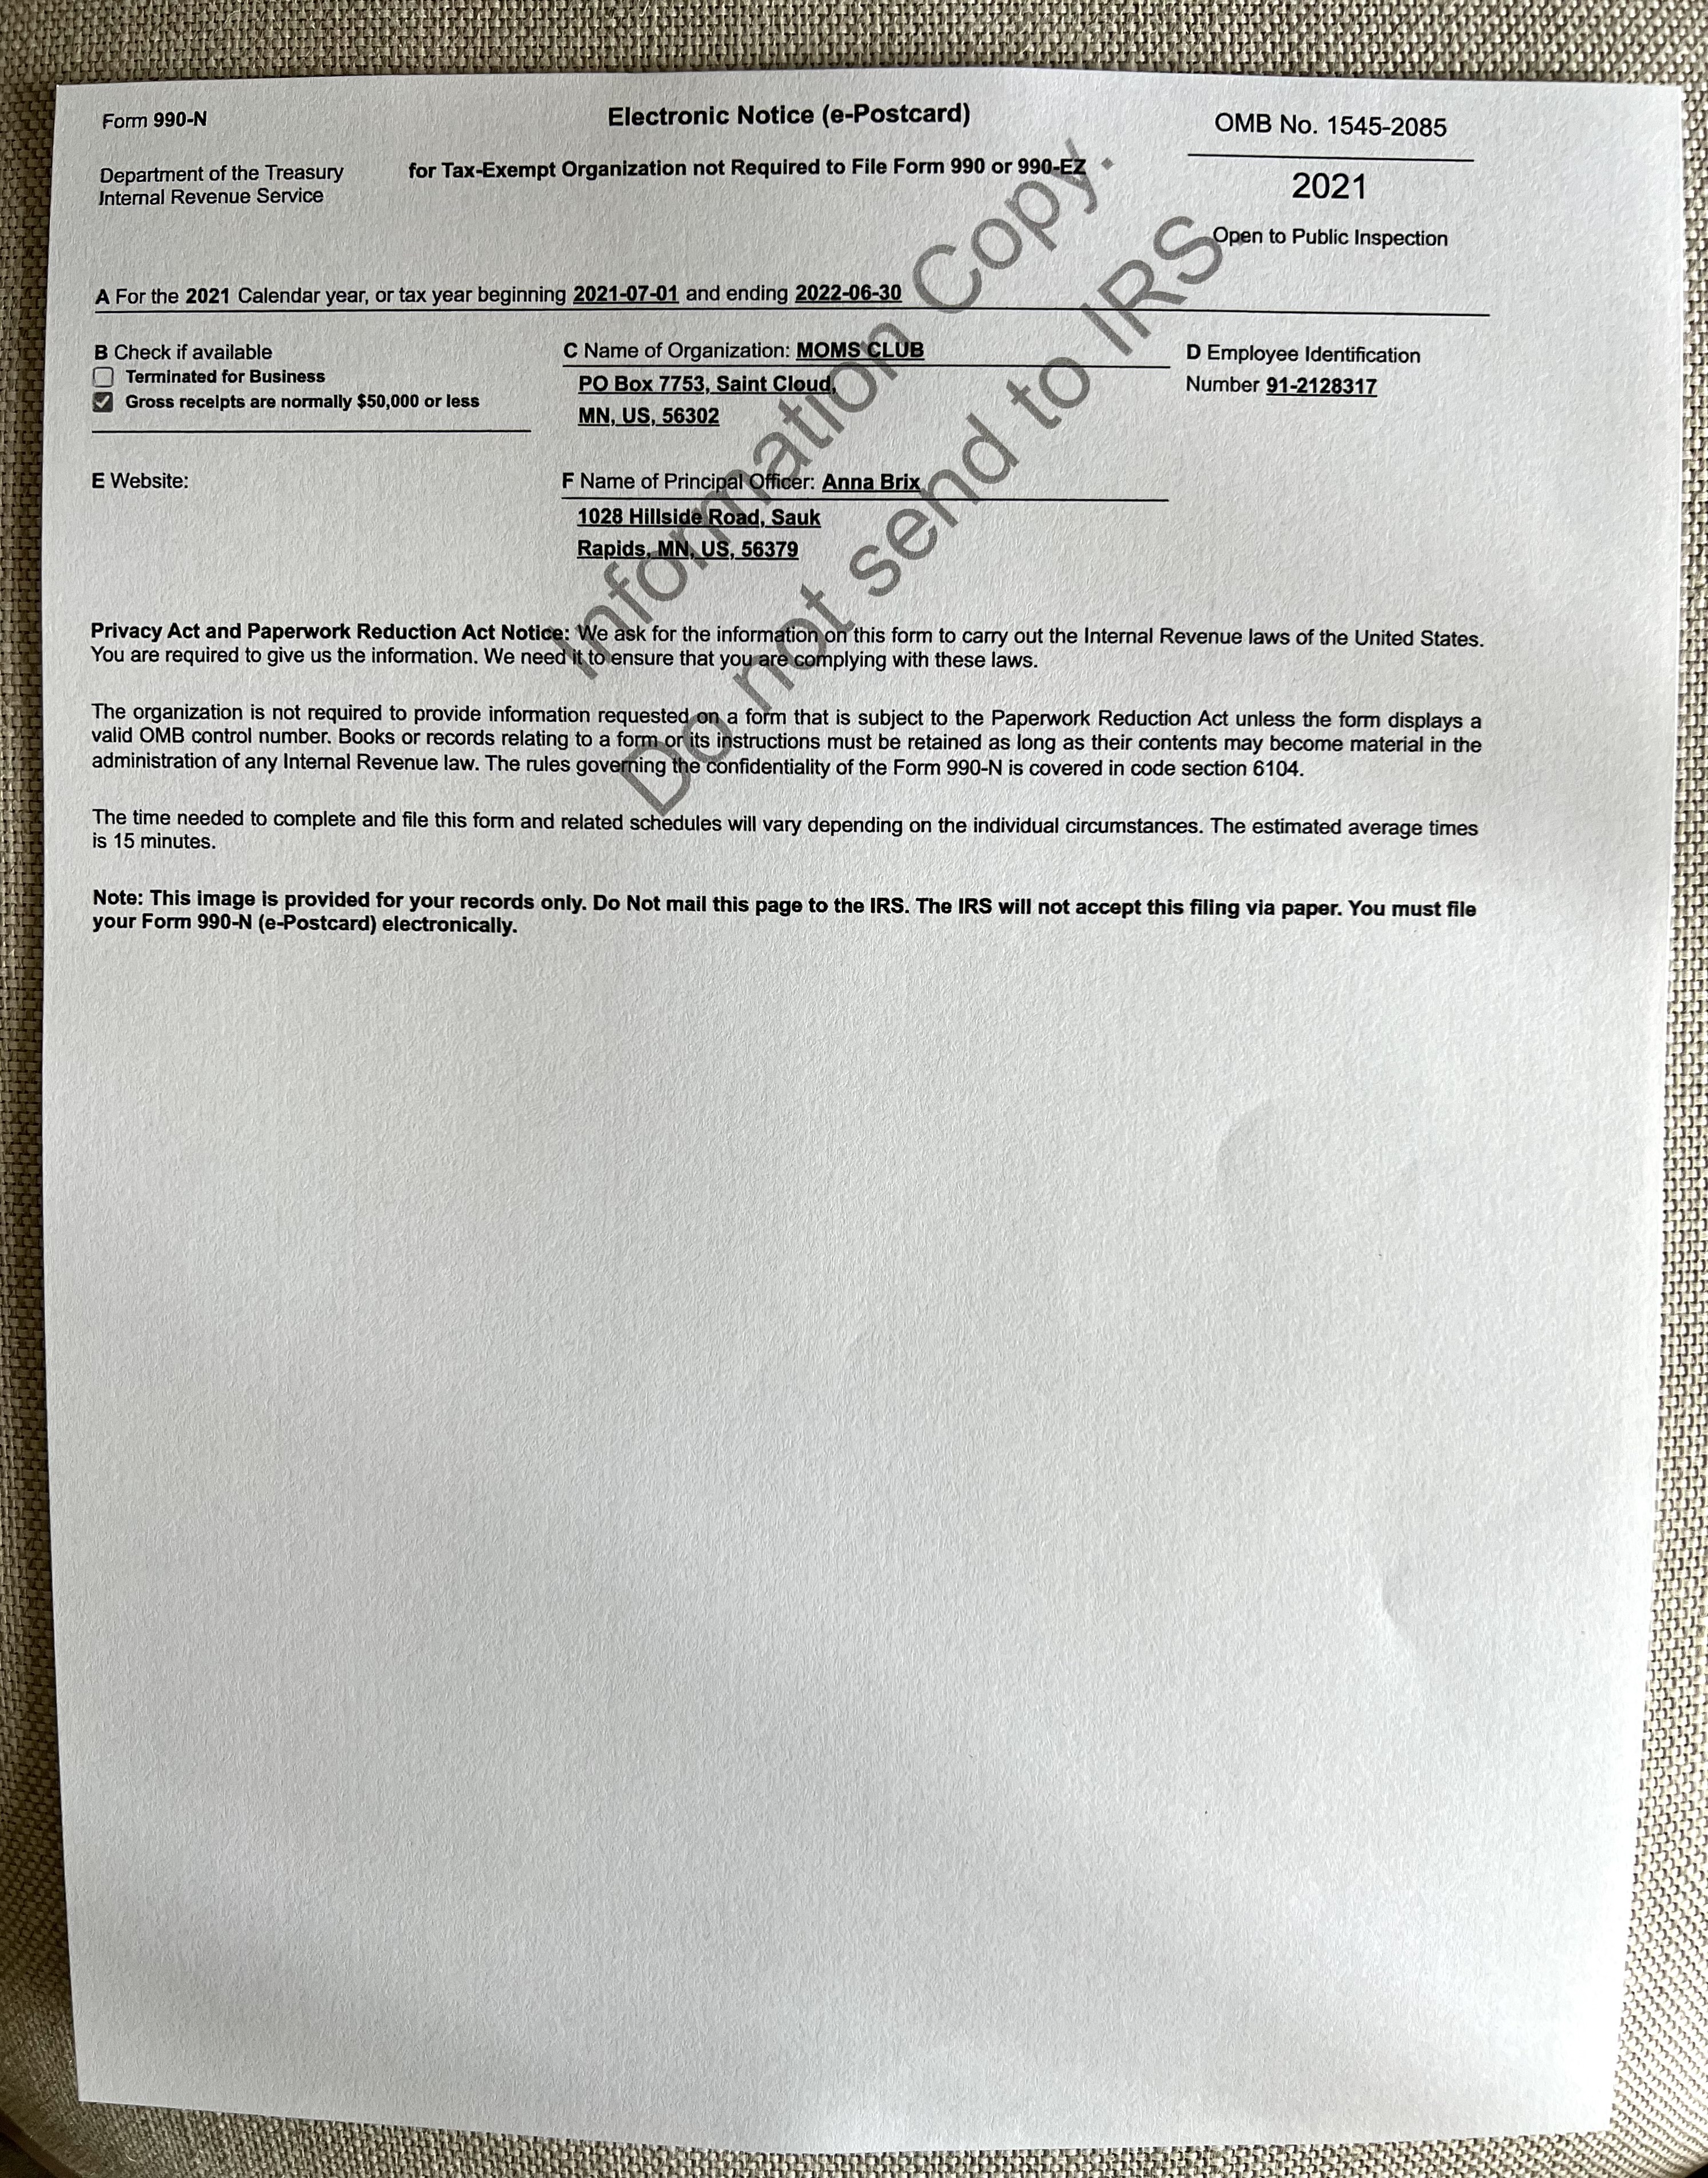 Form 990-N
Electronic Notice (e-Postcard)
OMB No. 1545-2085
Department of the Treasury
Internal Revenue Service
for Tax-Exempt Organization not Required to File Form 990 or 990-EZ
2021
Open to Public Inspection
A For the 2021 Calendar year, or tax year beginning 2021-07-01 and ending 2022-06-30
B Check if available
Terminated for Business
Gross receipts are normally $50,000 or less
C Name of Organization: MOMS CLUB
PO Box 7753, Saint Cloud,
MN, US, 56302
D Employee Identification
Number 91-2128317
E Website:
F Name of Principal Officer: Anna Brix
1028 Hillside Road, Sauk
Rapids, MN, US, 56379
Privacy Act and Paperwork Reduction Act Notice: We ask for the information on this form to carry out the Internal Revenue laws of the United States.
You are required to give us the information. We need it to ensure that you are complying with these laws.
The organization is not required to provide information requested on a form that is subject to the Paperwork Reduction Act unless the form displays a
valid OMB control number. Books or records relating to a form or its instructions must be retained as long as their contents may become material in the
administration of any Internal Revenue law. The rules governing the confidentiality of the Form 990-N is covered in code section 6104.
The time needed to complete and file this form and related schedules will vary depending on the individual circumstances. The estimated average times
is 15 minutes.
Note: This image is provided for your records only. Do Not mail this page to the IRS. The IRS will not accept this filing via paper. You must file
your Form 990-N (e-Postcard) electronically.
Information Copy.
Do not send to IRS.